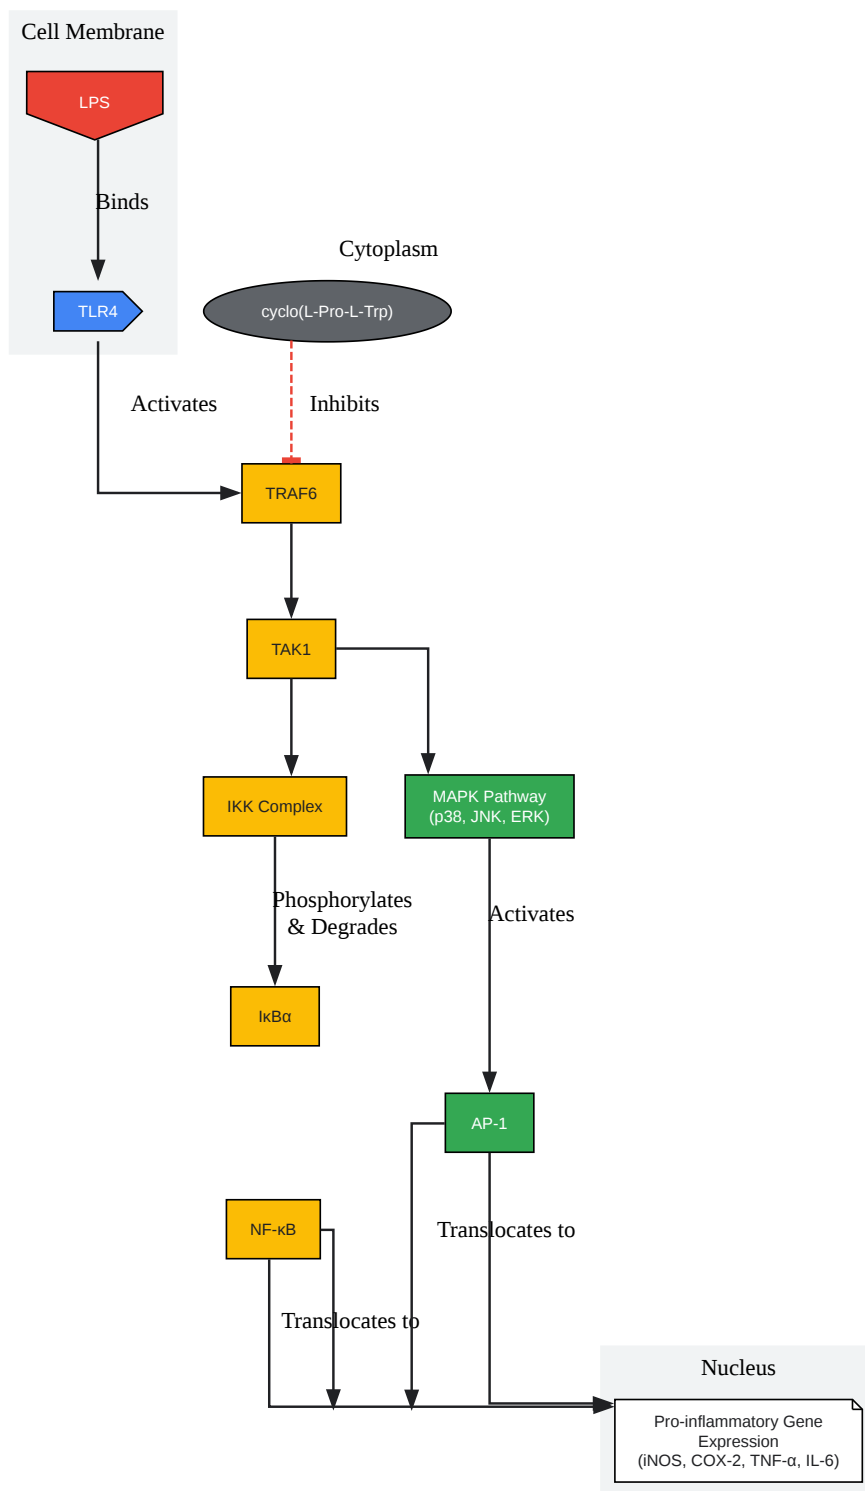 Cell Membrane
LPS
Binds
Cytoplasm
TLR4
cyclo(L-Pro-L-Trp)
Activates
Inhibits
TRAF6
TAK1
IKK Complex
MAPK Pathway
(p38, JNK, ERK)
Phosphorylates
& Degrades
Activates
IκBα
AP-1
NF-κB
Translocates to
Translocates to
Nucleus
Pro-inflammatory Gene
Expression
(iNOS, COX-2, TNF-α, IL-6)